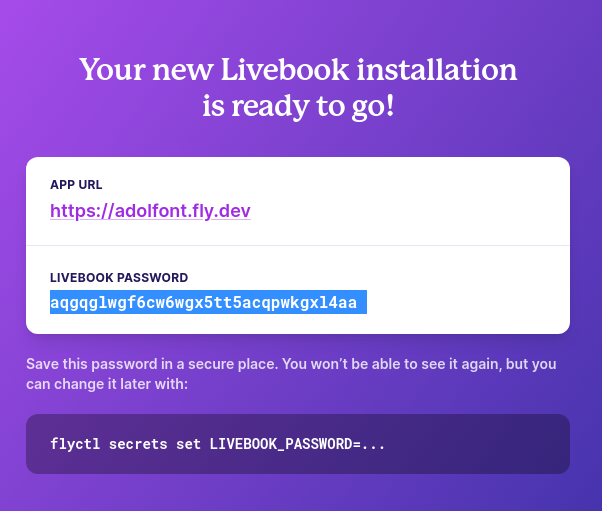 Your new Livebook installation
is ready to go!
APP URL
https://adolfont.fly.dev
LIVEBOOK PASSWORD
aqgqglwgf6cw6wgx5tt5acqpwkgxl4aa
Save this password in a secure place. You won’t be able to see it again, but you
can change it later with:
flyctl secrets set LIVEBOOK_PASSWORD=...